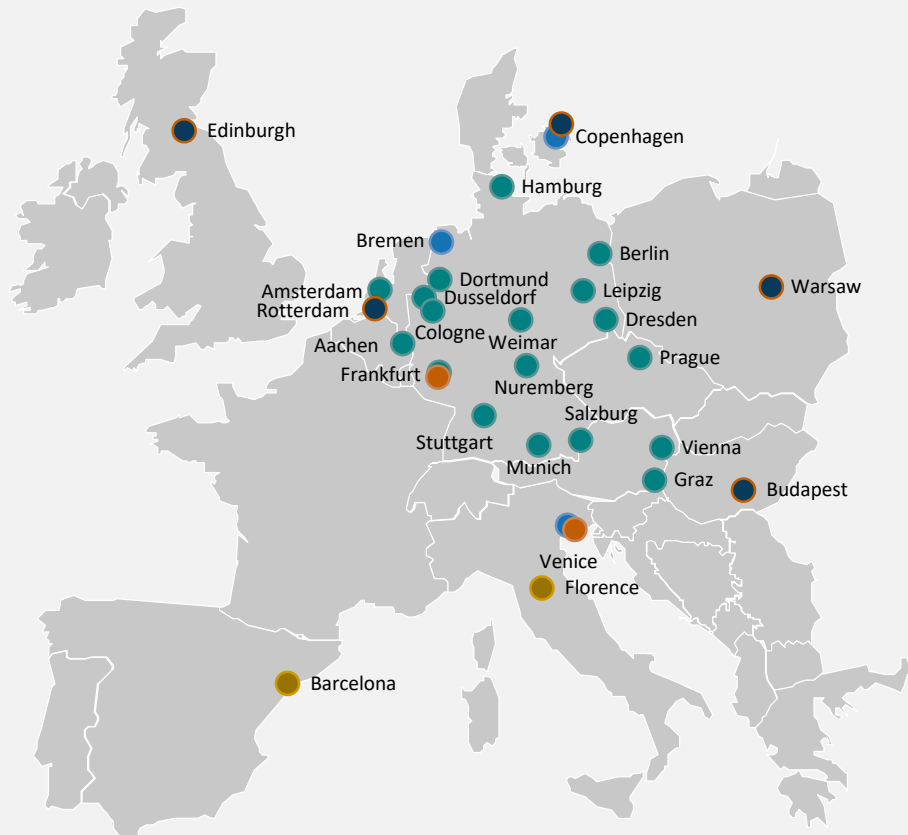 Edinburgh
Copenhagen
Hamburg
Bremen
Berlin
Dortmund
Amsterdam
Dusseldorf
Leipzig
Warsaw
Rotterdam
Cologne
Dresden
Aachen
Weimar
Prague
Frankfurt
Nuremberg
Salzburg
Stuttgart
Vienna
Munich
Graz
Budapest
Venice
Florence
Barcelona